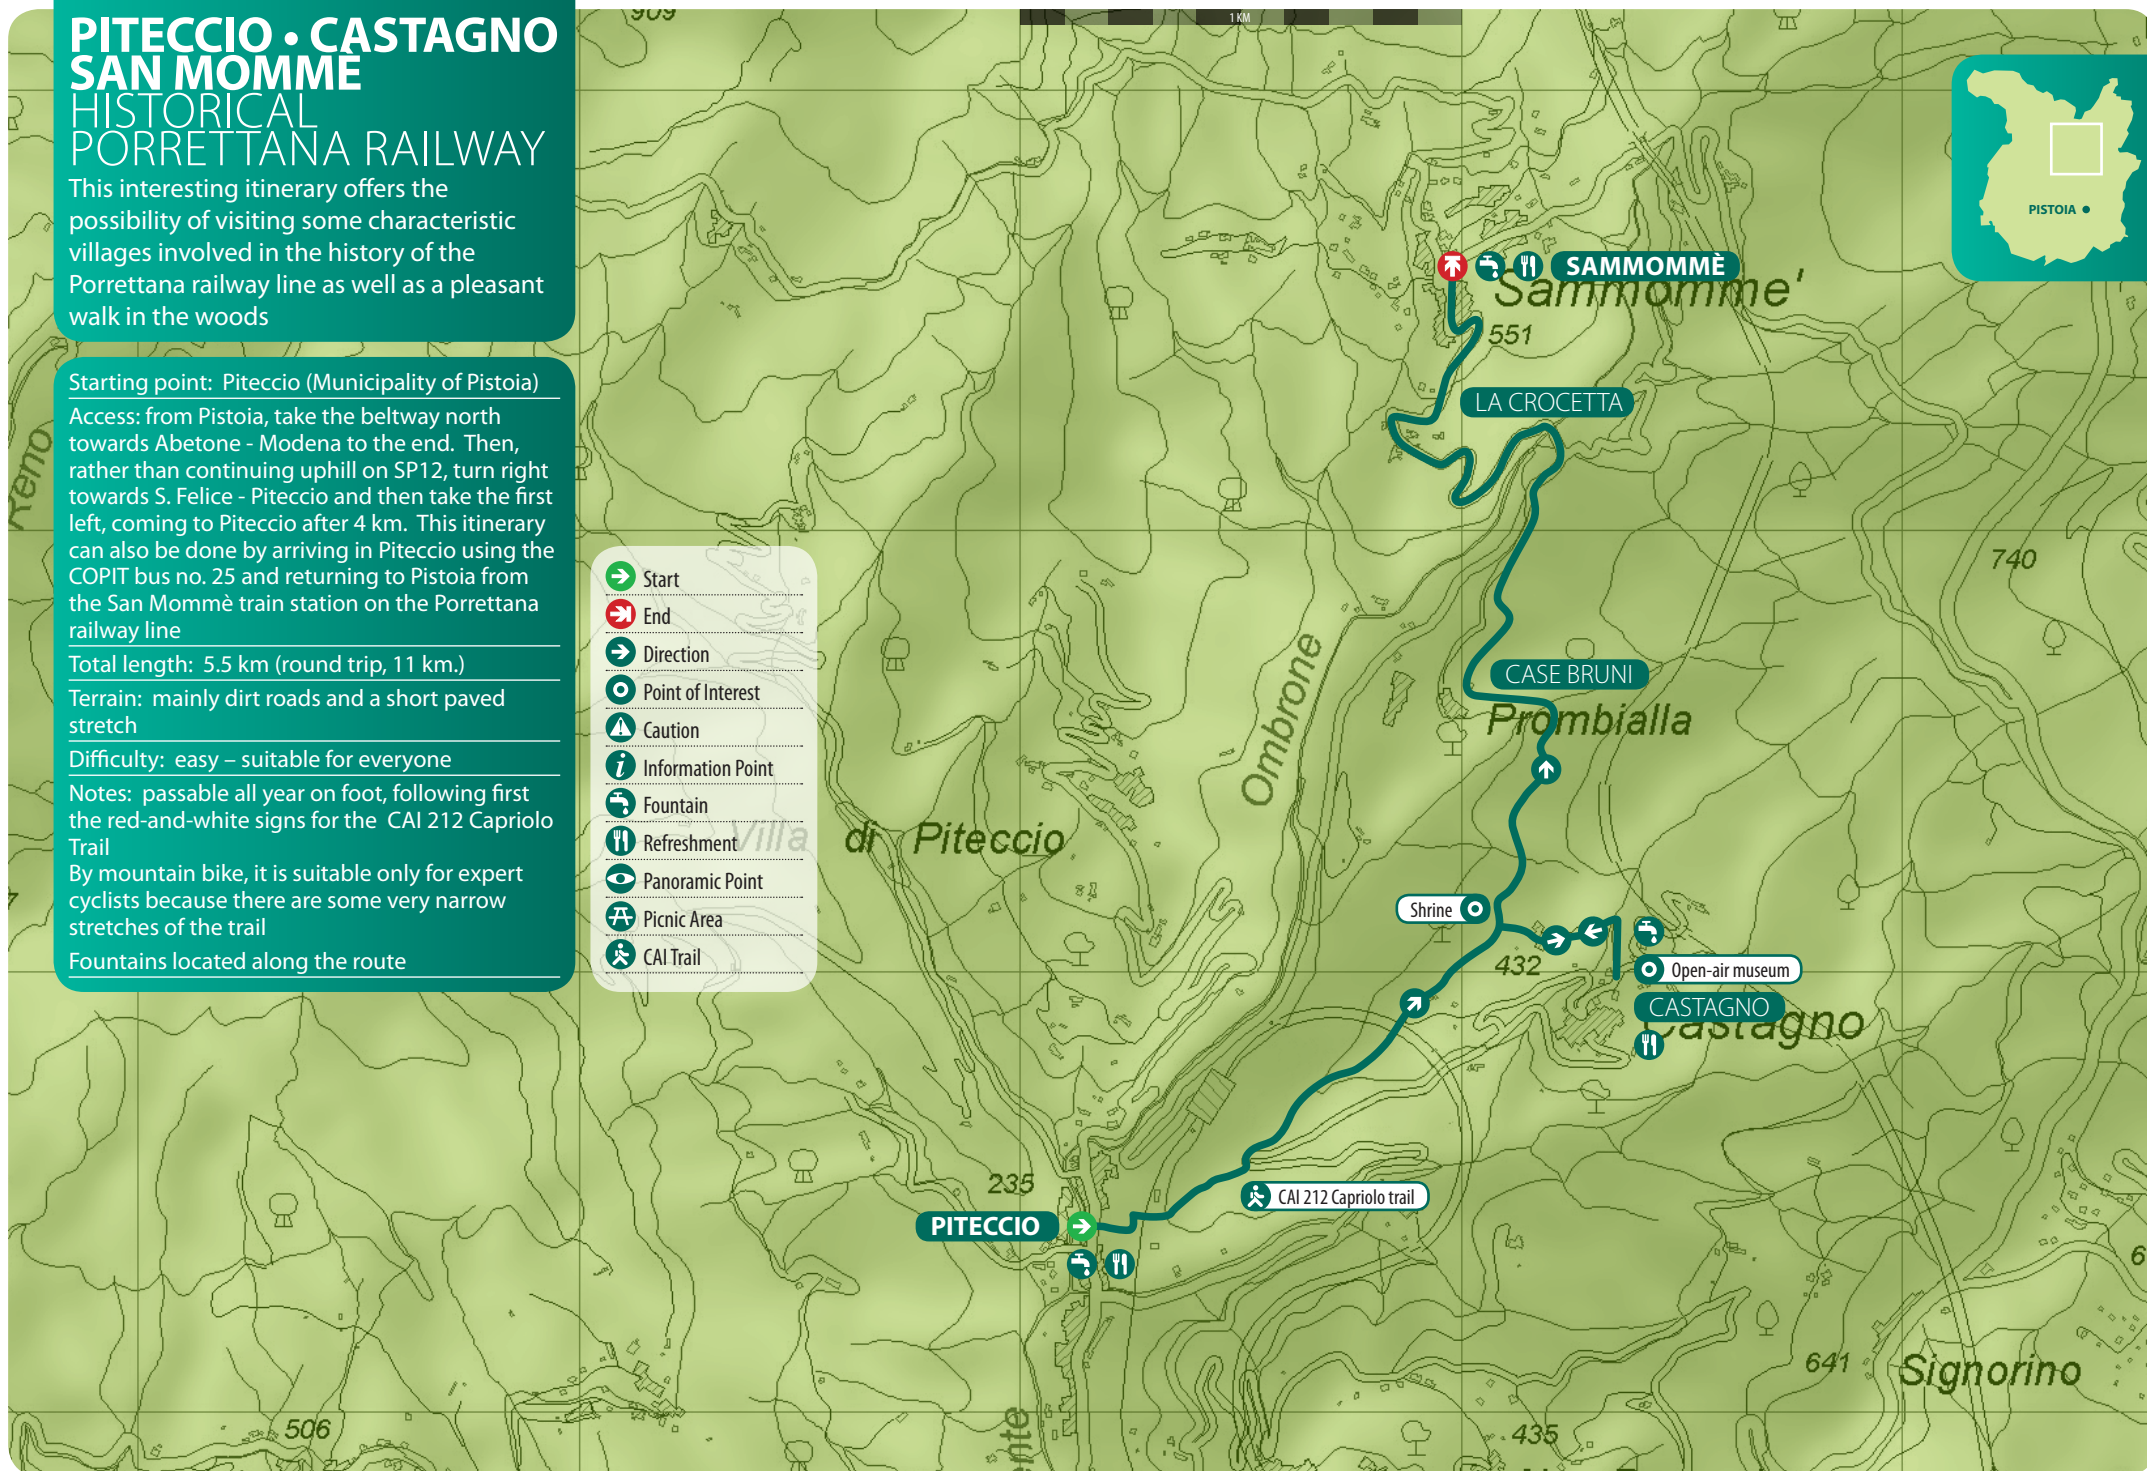 PITECCIO • CASTAGNO
SAN MOMMÈ
HISTORICAL
PORRETTANA RAILWAY
This interesting itinerary offers the
possibility of visiting some characteristic
villages involved in the history of the
Porrettana railway line as well as a pleasant
walk in the woods
Starting point: Piteccio (Municipality of Pistoia)
Access: from Pistoia, take the beltway north
towards Abetone - Modena to the end. Then,
rather than continuing uphill on SP12, turn right
towards S. Felice - Piteccio and then take the first
left, coming to Piteccio after 4 km. This itinerary
can also be done by arriving in Piteccio using the
COPIT bus no. 25 and returning to Pistoia from
the San Mommè train station on the Porrettana
railway line
Total length: 5.5 km (round trip, 11 km.)
Terrain: mainly dirt roads and a short paved
stretch
Difficulty: easy – suitable for everyone
Notes: passable all year on foot, following first
the red-and-white signs for the CAI 212 Capriolo
Trail
By mountain bike, it is suitable only for expert
cyclists because there are some very narrow
stretches of the trail
Fountains located along the route
Start
End
Direction
Point of Interest
Caution
Information Point
Fountain
Refreshment
Panoramic Point
Picnic Area
CAI Trail
909
1 KM
PISTOIA
SAMMOMMÈ
Sammomme'
551
LA CROCETTA
Reno
740
Ombrone
CASE BRUNI
Prombialla
Villa di Piteccio
Shrine
432
Open-air museum
CASTAGNO
Castagno
235
CAI 212 Capriolo trail
PITECCIO
641
Signorino
506
435